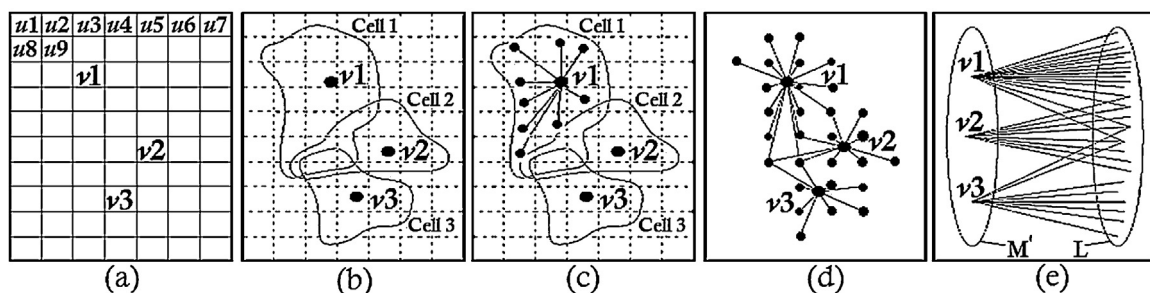 u1 u2 u3 u4 u5 u6 u7
u8 u9
v1
v2
v3
(a)
Cell 1
v1
Cell 2
v2
v3
Cell 3
(b)
Cell 1
v1
Cell 2
v2
v3
Cell 3
(c)
v1
v2
v3
(d)
v1
v2
v3
M' L
(e)